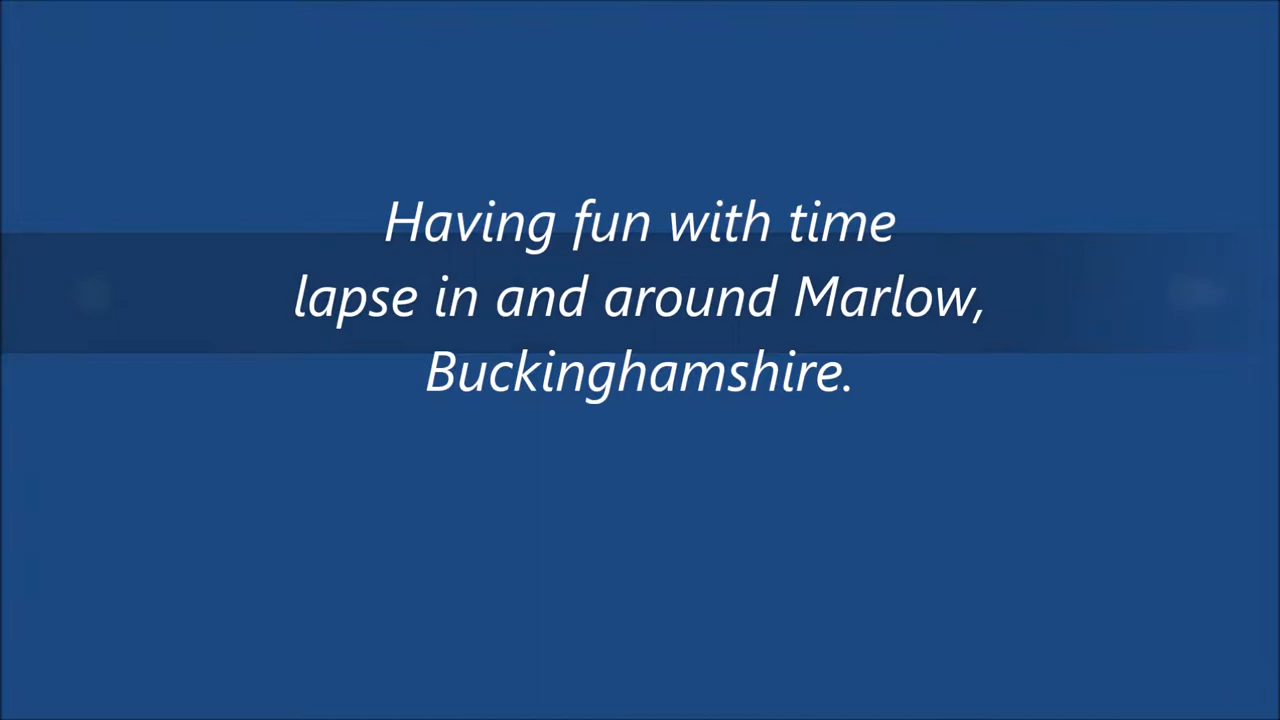 Having fun with time
lapse in and around Marlow,
Buckinghamshire.